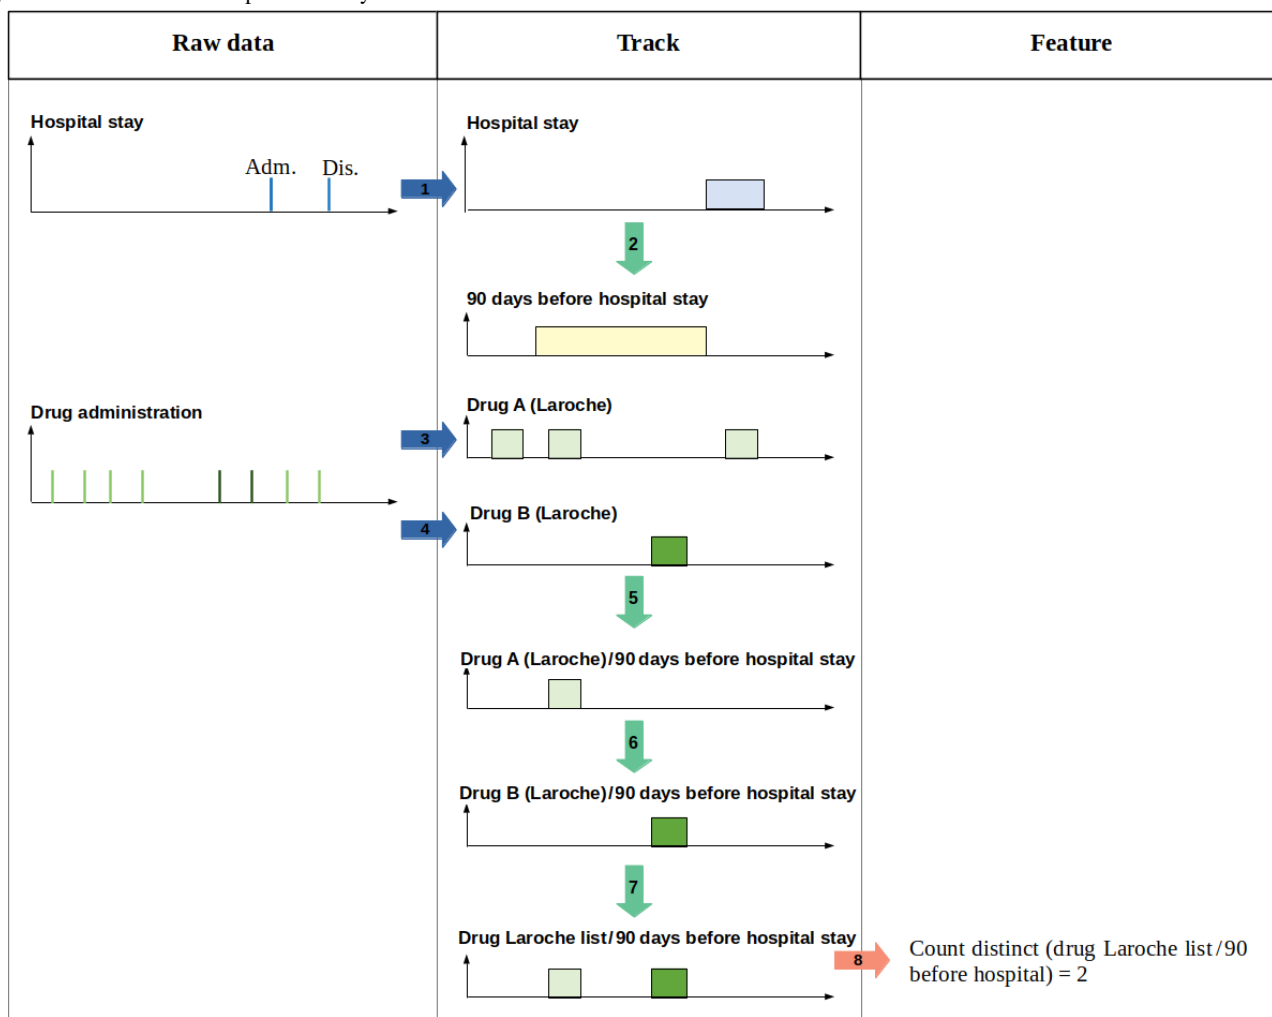 Raw data
Track
Feature
Hospital stay
Adm.
Dis.
1
Hospital stay
2
90 days before hospital stay
Drug administration
3
Drug A (Laroche)
4
Drug B (Laroche)
5
Drug A (Laroche)/90 days before hospital stay
6
Drug B (Laroche)/90 days before hospital stay
7
Drug Laroche list/90 days before hospital stay
8
Count distinct (drug Laroche list/90
before hospital) = 2